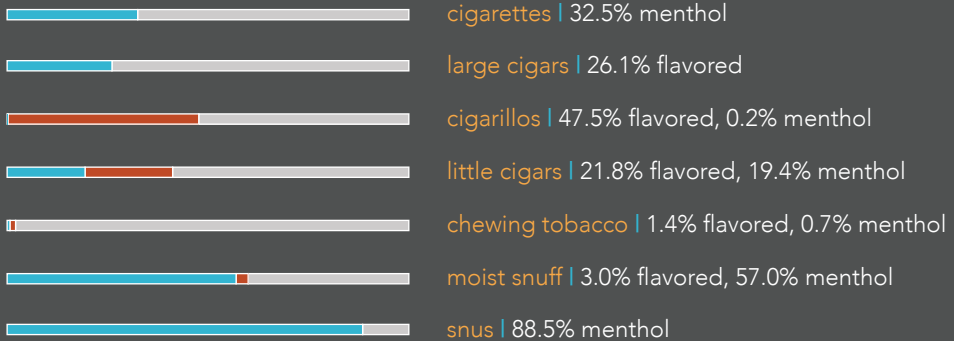 cigarettes | 32.5% menthol
large cigars | 26.1% flavored
cigarillos | 47.5% flavored, 0.2% menthol
little cigars | 21.8% flavored, 19.4% menthol
chewing tobacco | 1.4% flavored, 0.7% menthol
moist snuff | 3.0% flavored, 57.0% menthol
snus | 88.5% menthol